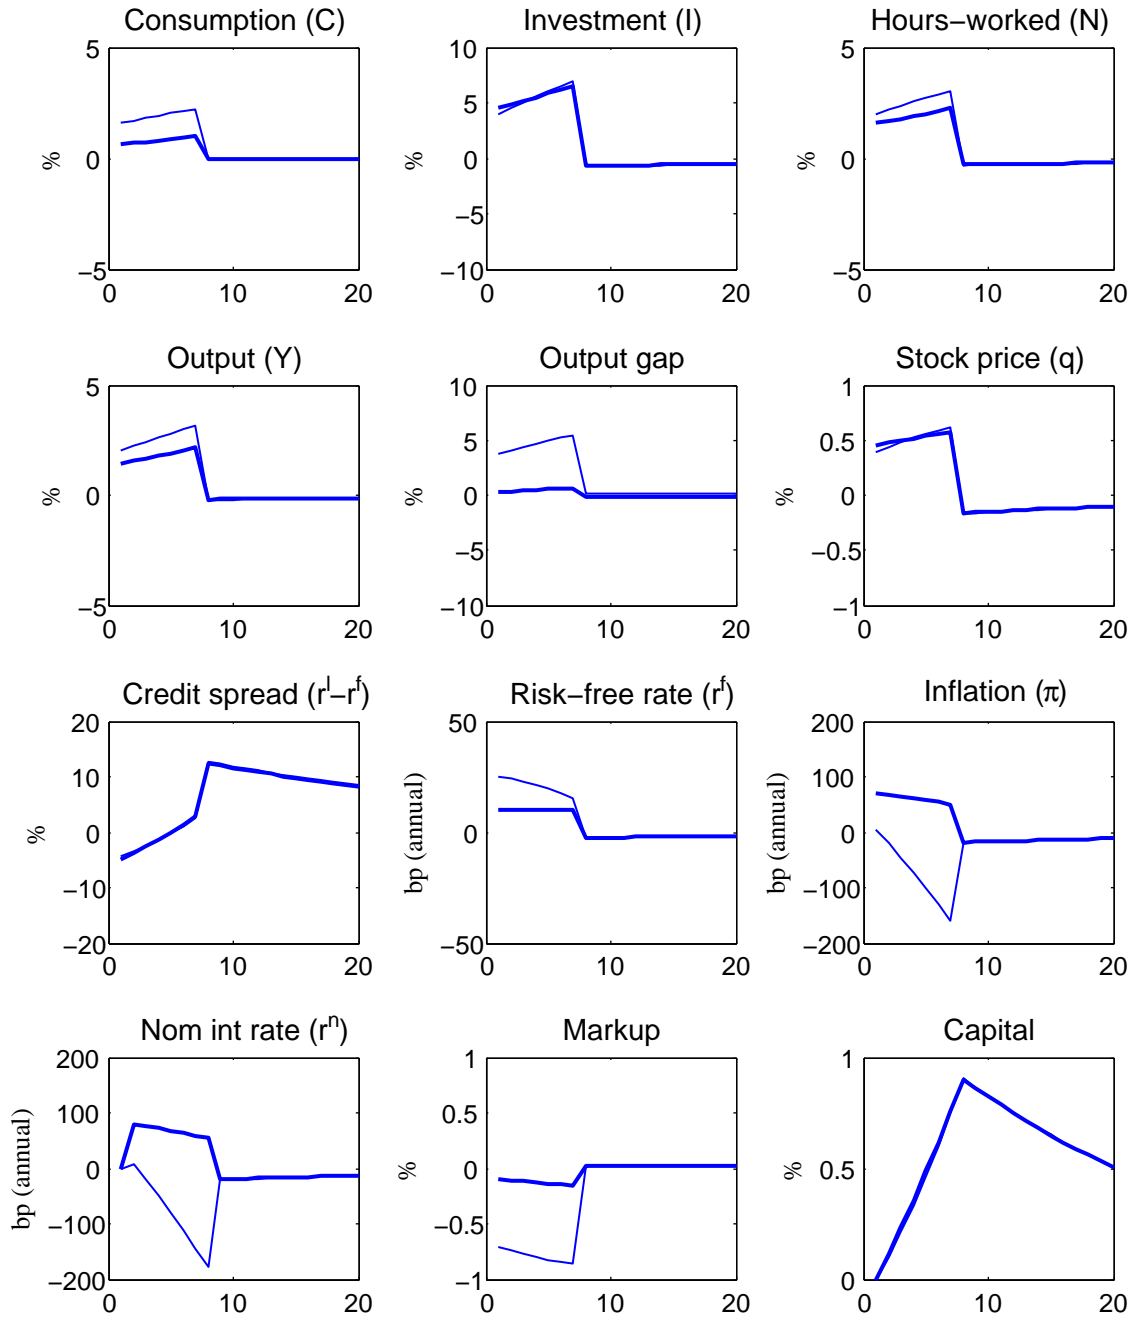 Consumption (C) Investment (I) Hours−worked (N)
5 10 5
5
% 0 % 0 % 0
−5
−5 −10 −5
0 10 20 0 10 20 0 10 20
Output (Y) Output gap Stock price (q)
5 10 1
5 0.5
% 0 % 0 % 0
−5 −0.5
−5 −10 −1
0 10 20 0 10 20 0 10 20
Credit spread (r^l−r^f) Risk−free rate (r^f) Inflation (π)
20 50 200
10 100
% 0 bp (annual) 0 bp (annual) 0
−10 −100
−20 −50 −200
0 10 20 0 10 20 0 10 20
Nom int rate (r^n) Markup Capital
200 1 1
100 0.5
bp (annual) 0 % 0 % 0.5
−100 −0.5
−200 −1 0
0 10 20 0 10 20 0 10 20